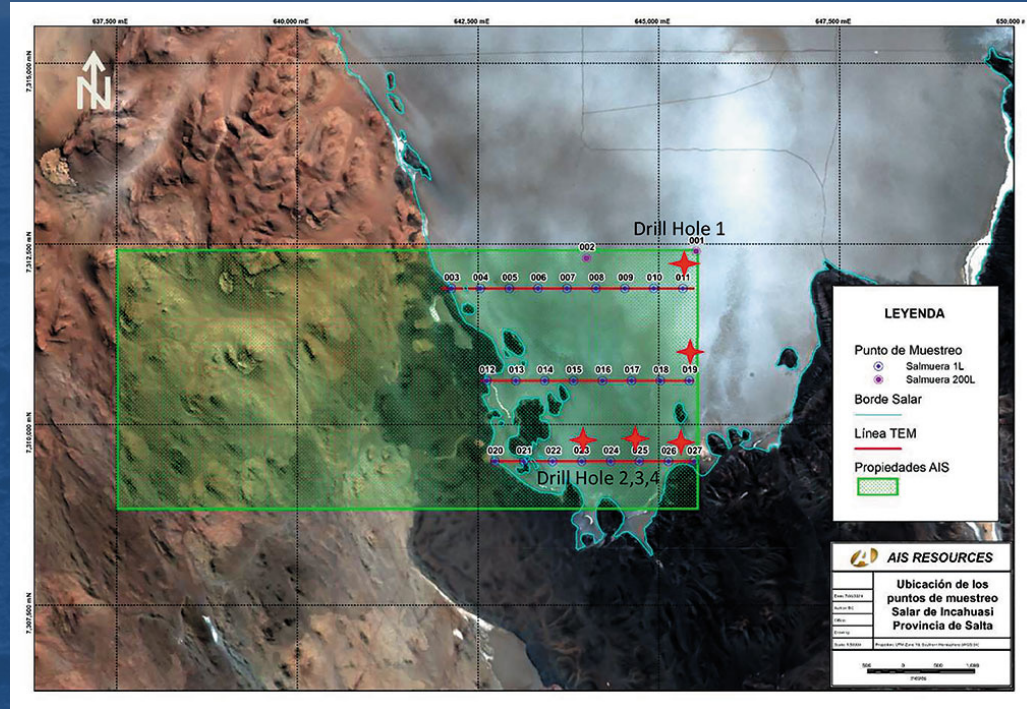 637,500 mE
640,000 mE
642,500 mE
645,000 mE
647,500 mE
650,000 m
N
7,315,000 mN
Drill Hole 1
002
001
7,312,500 mN
003 004 005 006 007 008 009 010 011
LEYENDA
Punto de Muestreo
Salmuera 1L
Salmuera 200L
Borde Salar
Línea TEM
Propiedades AIS
012 013 014 015 016 017 018 019
7,310,000 mN
020 021 022 023 024 025 026 027
Drill Hole 2,3,4
AIS RESOURCES
Ubicación de los
puntos de muestreo
Salar de Incahuasi
Provincia de Salta
7,307,500 mN
500 0 500 1,000